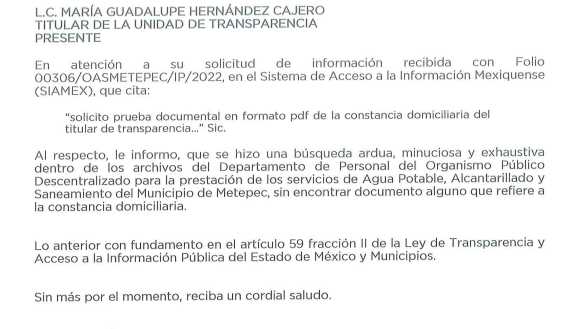 L.C. MARÍA GUADALUPE HERNÁNDEZ CAJERO
TITULAR DE LA UNIDAD DE TRANSPARENCIA
PRESENTE
En atención a su solicitud de información recibida con Folio
00306/OASMETEPEC/IP/2022, en el Sistema de Acceso a la Información Mexiquense
(SIAMEX), que cita:
"solicito prueba documental en formato pdf de la constancia domiciliaria del
titular de transparencia..." Sic.
Al respecto, le informo, que se hizo una búsqueda ardua, minuciosa y exhaustiva
dentro de los archivos del Departamento de Personal del Organismo Público
Descentralizado para la prestación de los servicios de Agua Potable, Alcantarillado y
Saneamiento del Municipio de Metepec, sin encontrar documento alguno que refiere a
la constancia domiciliaria.
Lo anterior con fundamento en el artículo 59 fracción II de la Ley de Transparencia y
Acceso a la Información Pública del Estado de México y Municipios.
Sin más por el momento, reciba un cordial saludo.